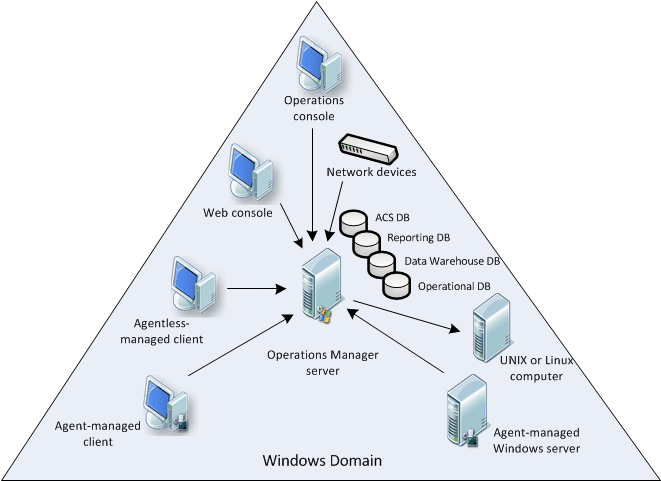 Operations
console
Network devices
Web console
ACS DB
Reporting DB
Data Warehouse DB
Operational DB
Agentless-
managed client
Operations Manager
server
UNIX or Linux
computer
Agent-managed
client
Agent-managed
Windows server
Windows Domain